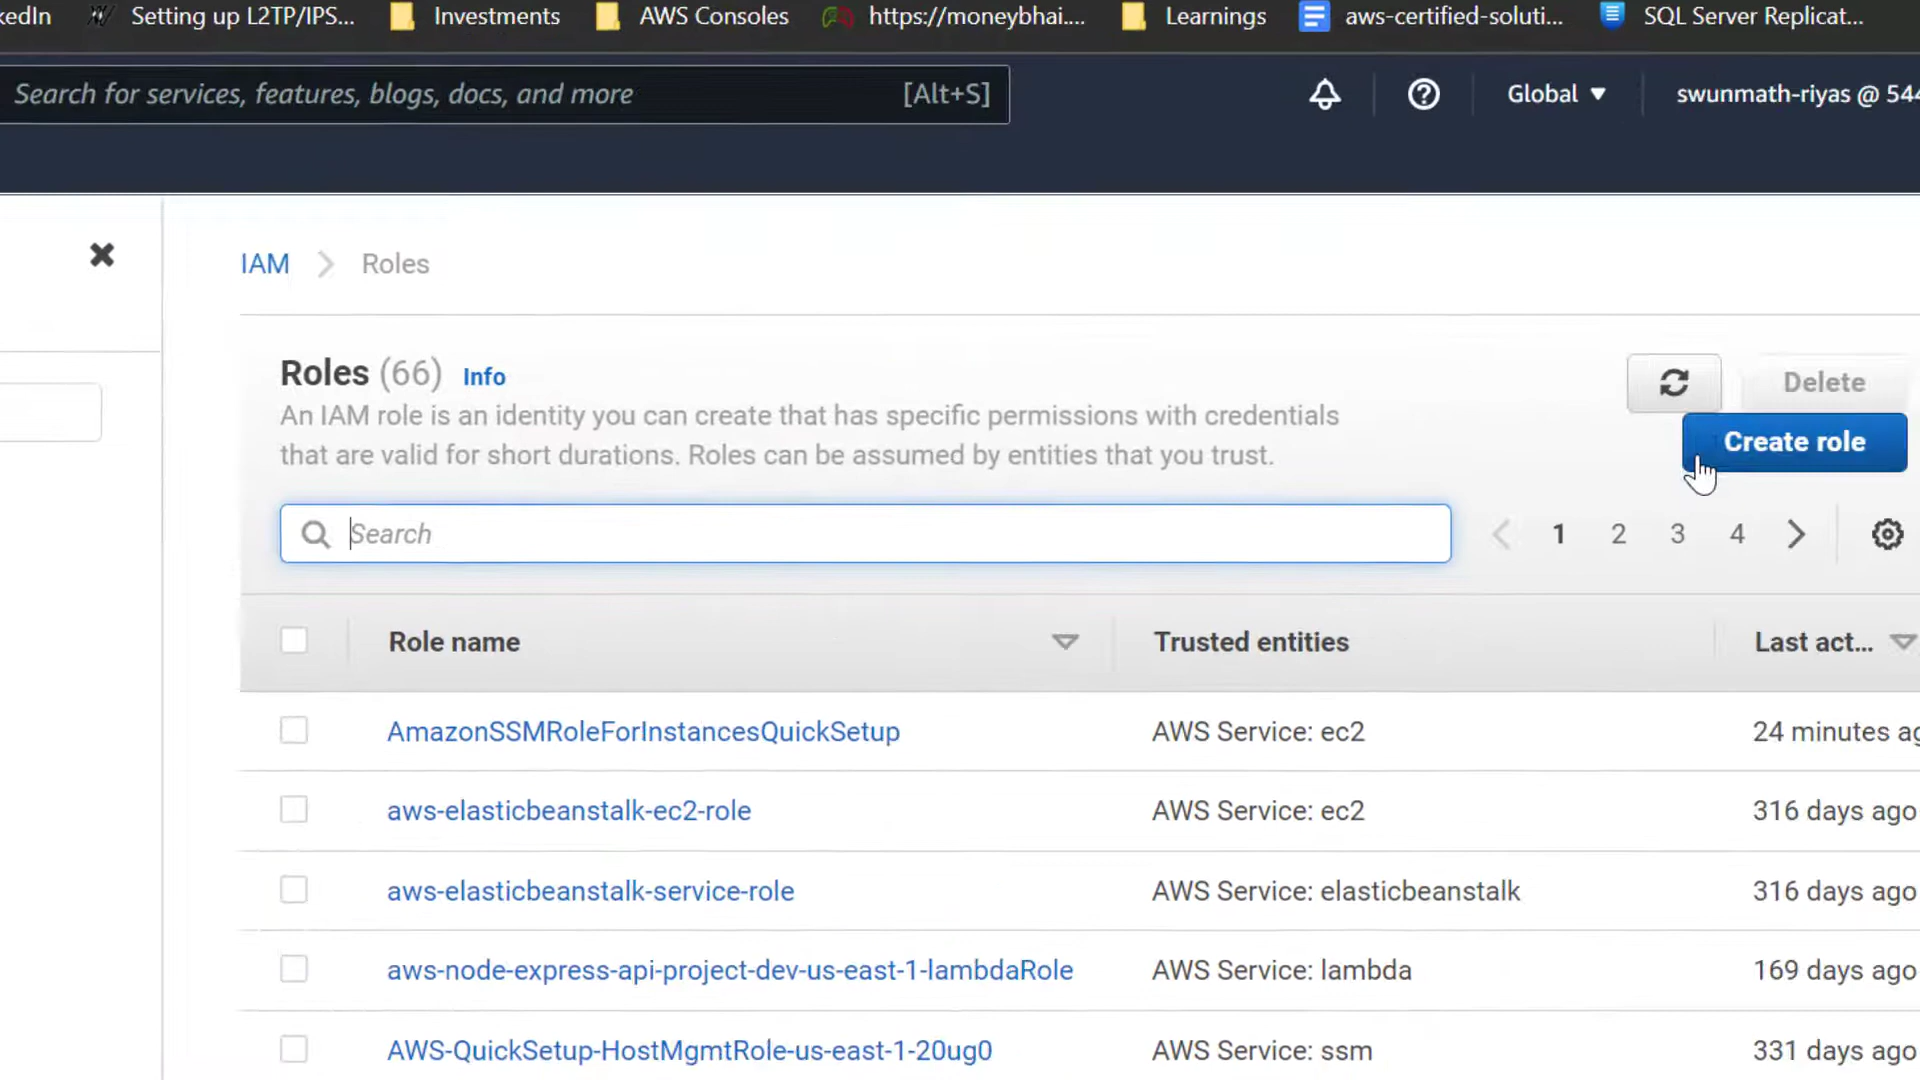 kedIn Setting up L2TP/IPS... Investments AWS Consoles https://moneybhai.... Learnings aws-certified-soluti... SQL Server Replicat...
Search for services, features, blogs, docs, and more [Alt+S] Global swunmath-riyas @ 544
IAM Roles
Roles (66) Info Delete
An IAM role is an identity you can create that has specific permissions with credentials
that are valid for short durations. Roles can be assumed by entities that you trust.
Create role
Search 1 2 3 4
Role name Trusted entities Last act...
AmazonSSMRoleForInstancesQuickSetup AWS Service: ec2 24 minutes ag
aws-elasticbeanstalk-ec2-role AWS Service: ec2 316 days ago
aws-elasticbeanstalk-service-role AWS Service: elasticbeanstalk 316 days ago
aws-node-express-api-project-dev-us-east-1-lambdaRole AWS Service: lambda 169 days ago
AWS-QuickSetup-HostMgmtRole-us-east-1-20ug0 AWS Service: ssm 331 days ago